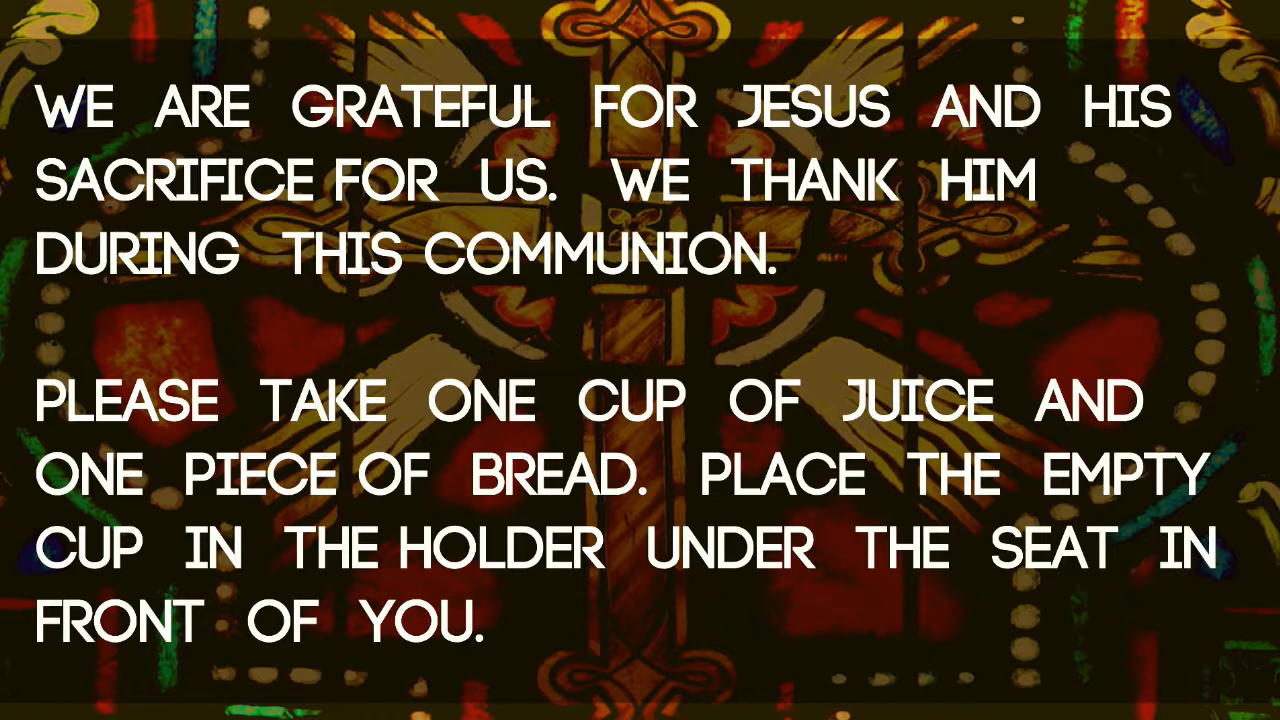 WE ARE GRATEFUL FOR JESUS AND HIS
SACRIFICE FOR US. WE THANK HIM
DURING THIS COMMUNION.
PLEASE TAKE ONE CUP OF JUICE AND
ONE PIECE OF BREAD. PLACE THE EMPTY
CUP IN THE HOLDER UNDER THE SEAT IN
FRONT OF YOU.